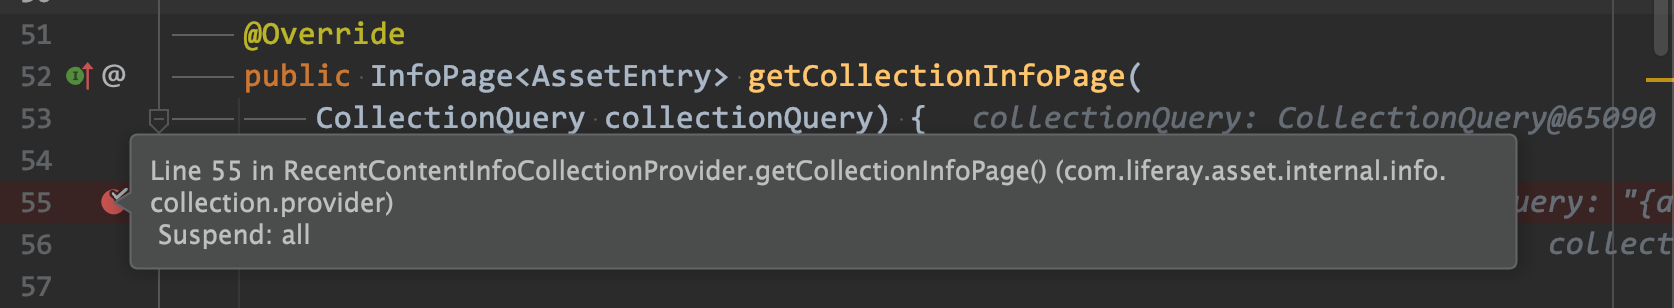 51 @Override
52 @ public InfoPage<AssetEntry> getCollectionInfoPage(
53 CollectionQuery collectionQuery) { collectionQuery: CollectionQuery@65090
54
Line 55 in RecentContentInfoCollectionProvider.getCollectionInfoPage() (com.liferay.asset.internal.info.
collection.provider)
Suspend: all
55 uery: "{a
56 collect
57